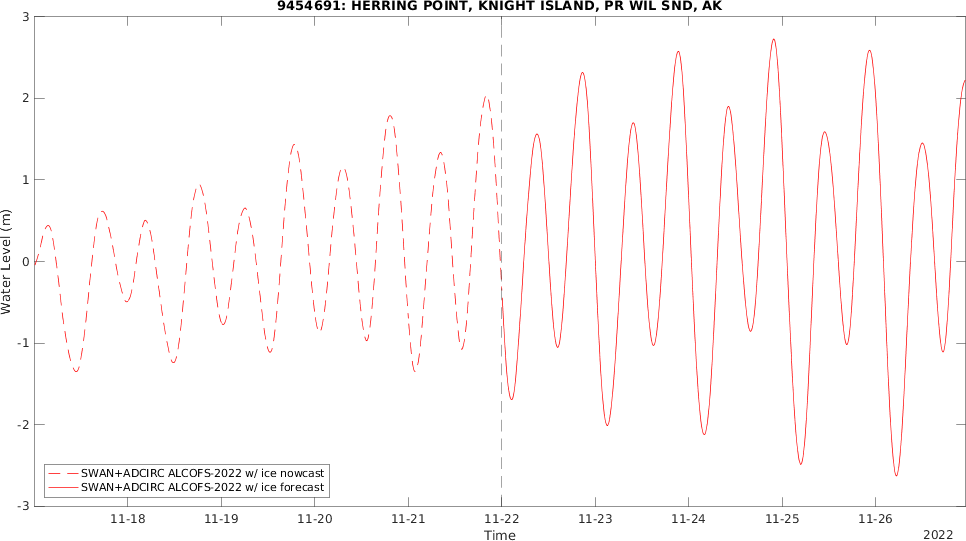 9454691: HERRING POINT, KNIGHT ISLAND, PR WIL SND, AK
3
2
1
0
-1
-2
-3
Water Level (m)
SWAN+ADCIRC ALCOFS-2022 w/ ice nowcast
SWAN+ADCIRC ALCOFS-2022 w/ ice forecast
11-18 11-19 11-20 11-21 11-22 11-23 11-24 11-25 11-26
Time
2022